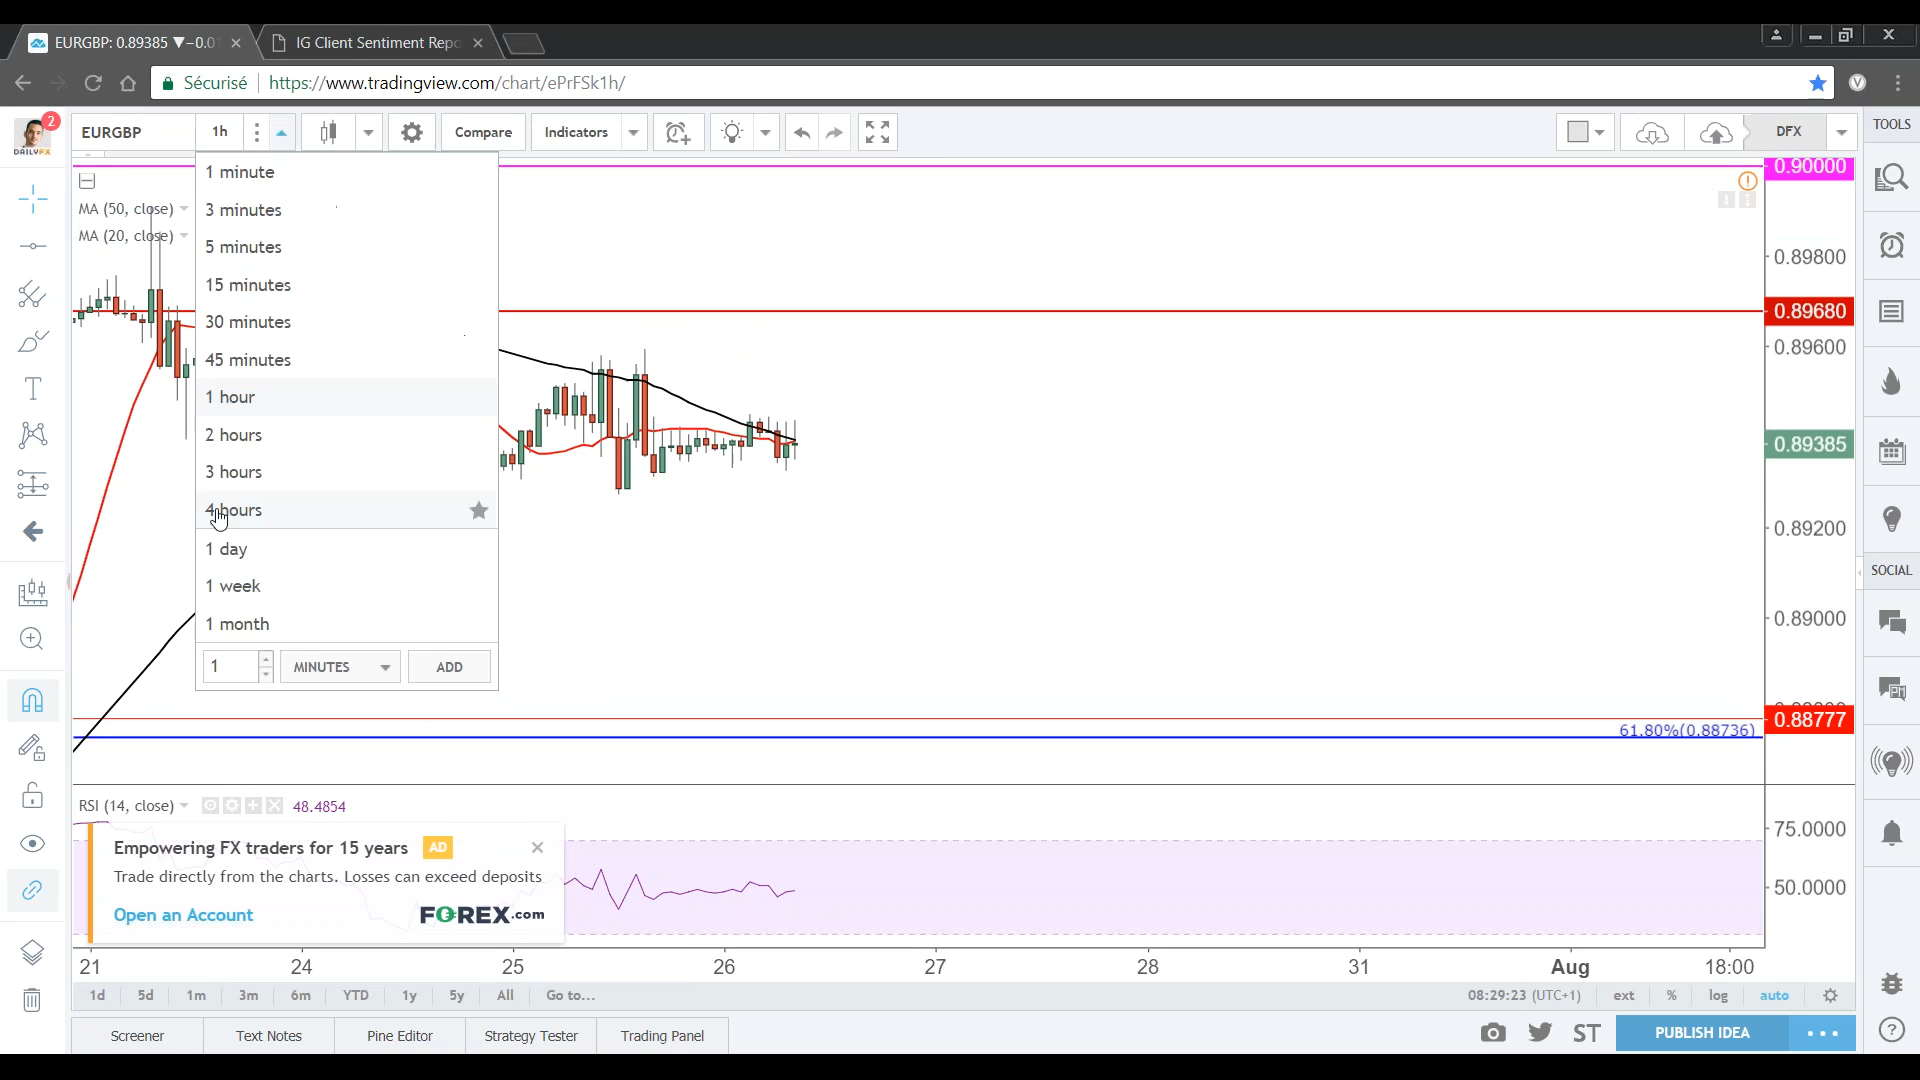 EURGBP: 0.89385 ▼−0.0
IG Client Sentiment Repo
Sécurisé
https://www.tradingview.com/chart/ePrFSk1h/
2
DAILYFX
EURGBP
1h
Compare
Indicators
DFX
TOOLS
1 minute
3 minutes
5 minutes
15 minutes
30 minutes
45 minutes
1 hour
2 hours
3 hours
4 hours
1 day
1 week
1 month
1
MINUTES
ADD
MA (50, close)
MA (20, close)
0.90000
0.89800
0.89680
0.89600
0.89385
0.89200
0.89000
0.88777
61.80%(0.88736)
SOCIAL
PM
RSI (14, close)
48.4854
75.0000
50.0000
Empowering FX traders for 15 years
AD
Trade directly from the charts. Losses can exceed deposits
Open an Account
FOREX.com
21
24
25
26
27
28
31
Aug
18:00
1d
5d
1m
3m
6m
YTD
1y
5y
All
Go to...
08:29:23 (UTC+1)
ext
%
log
auto
Screener
Text Notes
Pine Editor
Strategy Tester
Trading Panel
ST
PUBLISH IDEA